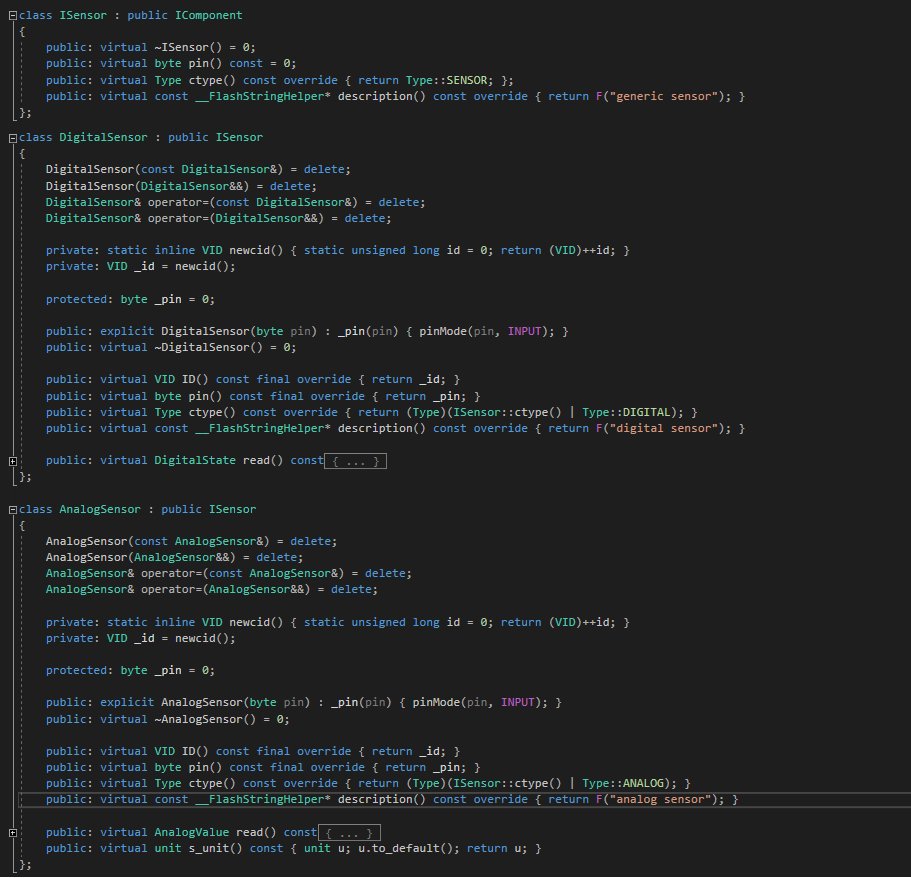 class ISensor : public IComponent
{
    public: virtual ~ISensor() = 0;
    public: virtual byte pin() const = 0;
    public: virtual Type ctype() const override { return Type::SENSOR; };
    public: virtual const __FlashStringHelper* description() const override { return F("generic sensor"); }
};
class DigitalSensor : public ISensor
{
    DigitalSensor(const DigitalSensor&) = delete;
    DigitalSensor(DigitalSensor&&) = delete;
    DigitalSensor& operator=(const DigitalSensor&) = delete;
    DigitalSensor& operator=(DigitalSensor&&) = delete;

    private: static inline VID newcid() { static unsigned long id = 0; return (VID)++id; }
    private: VID _id = newcid();

    protected: byte _pin = 0;

    public: explicit DigitalSensor(byte pin) : _pin(pin) { pinMode(pin, INPUT); }
    public: virtual ~DigitalSensor() = 0;

    public: virtual VID ID() const final override { return _id; }
    public: virtual byte pin() const final override { return _pin; }
    public: virtual Type ctype() const override { return (Type)(ISensor::ctype() | Type::DIGITAL); }
    public: virtual const __FlashStringHelper* description() const override { return F("digital sensor"); }

    public: virtual DigitalState read() const{ ... }
};

class AnalogSensor : public ISensor
{
    AnalogSensor(const AnalogSensor&) = delete;
    AnalogSensor(AnalogSensor&&) = delete;
    AnalogSensor& operator=(const AnalogSensor&) = delete;
    AnalogSensor& operator=(AnalogSensor&&) = delete;

    private: static inline VID newcid() { static unsigned long id = 0; return (VID)++id; }
    private: VID _id = newcid();

    protected: byte _pin = 0;

    public: explicit AnalogSensor(byte pin) : _pin(pin) { pinMode(pin, INPUT); }
    public: virtual ~AnalogSensor() = 0;

    public: virtual VID ID() const final override { return _id; }
    public: virtual byte pin() const final override { return _pin; }
    public: virtual Type ctype() const override { return (Type)(ISensor::ctype() | Type::ANALOG); }
    public: virtual const __FlashStringHelper* description() const override { return F("analog sensor"); }

    public: virtual AnalogValue read() const{ ... }
    public: virtual unit s_unit() const { unit u; u.to_default(); return u; }
};